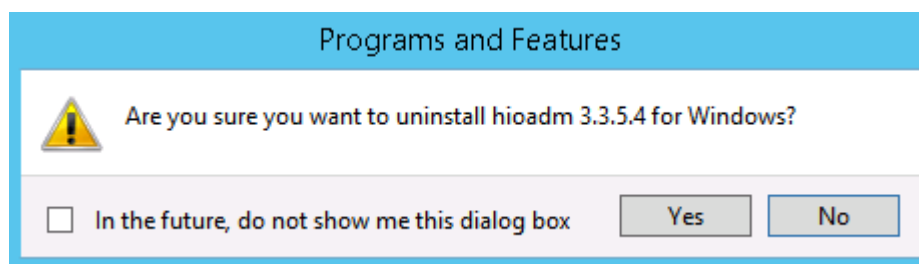 Programs and Features
Are you sure you want to uninstall hioadm 3.3.5.4 for Windows?
In the future, do not show me this dialog box
Yes
No